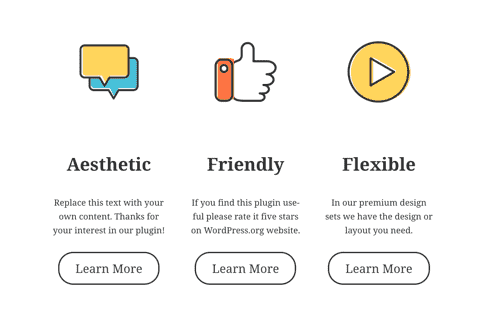 Aesthetic
Replace this text with your
own content. Thanks for
your interest in our plugin!
Learn More
Friendly
If you find this plugin use-
ful please rate it five stars
on WordPress.org website.
Learn More
Flexible
In our premium design
sets we have the design or
layout you need.
Learn More